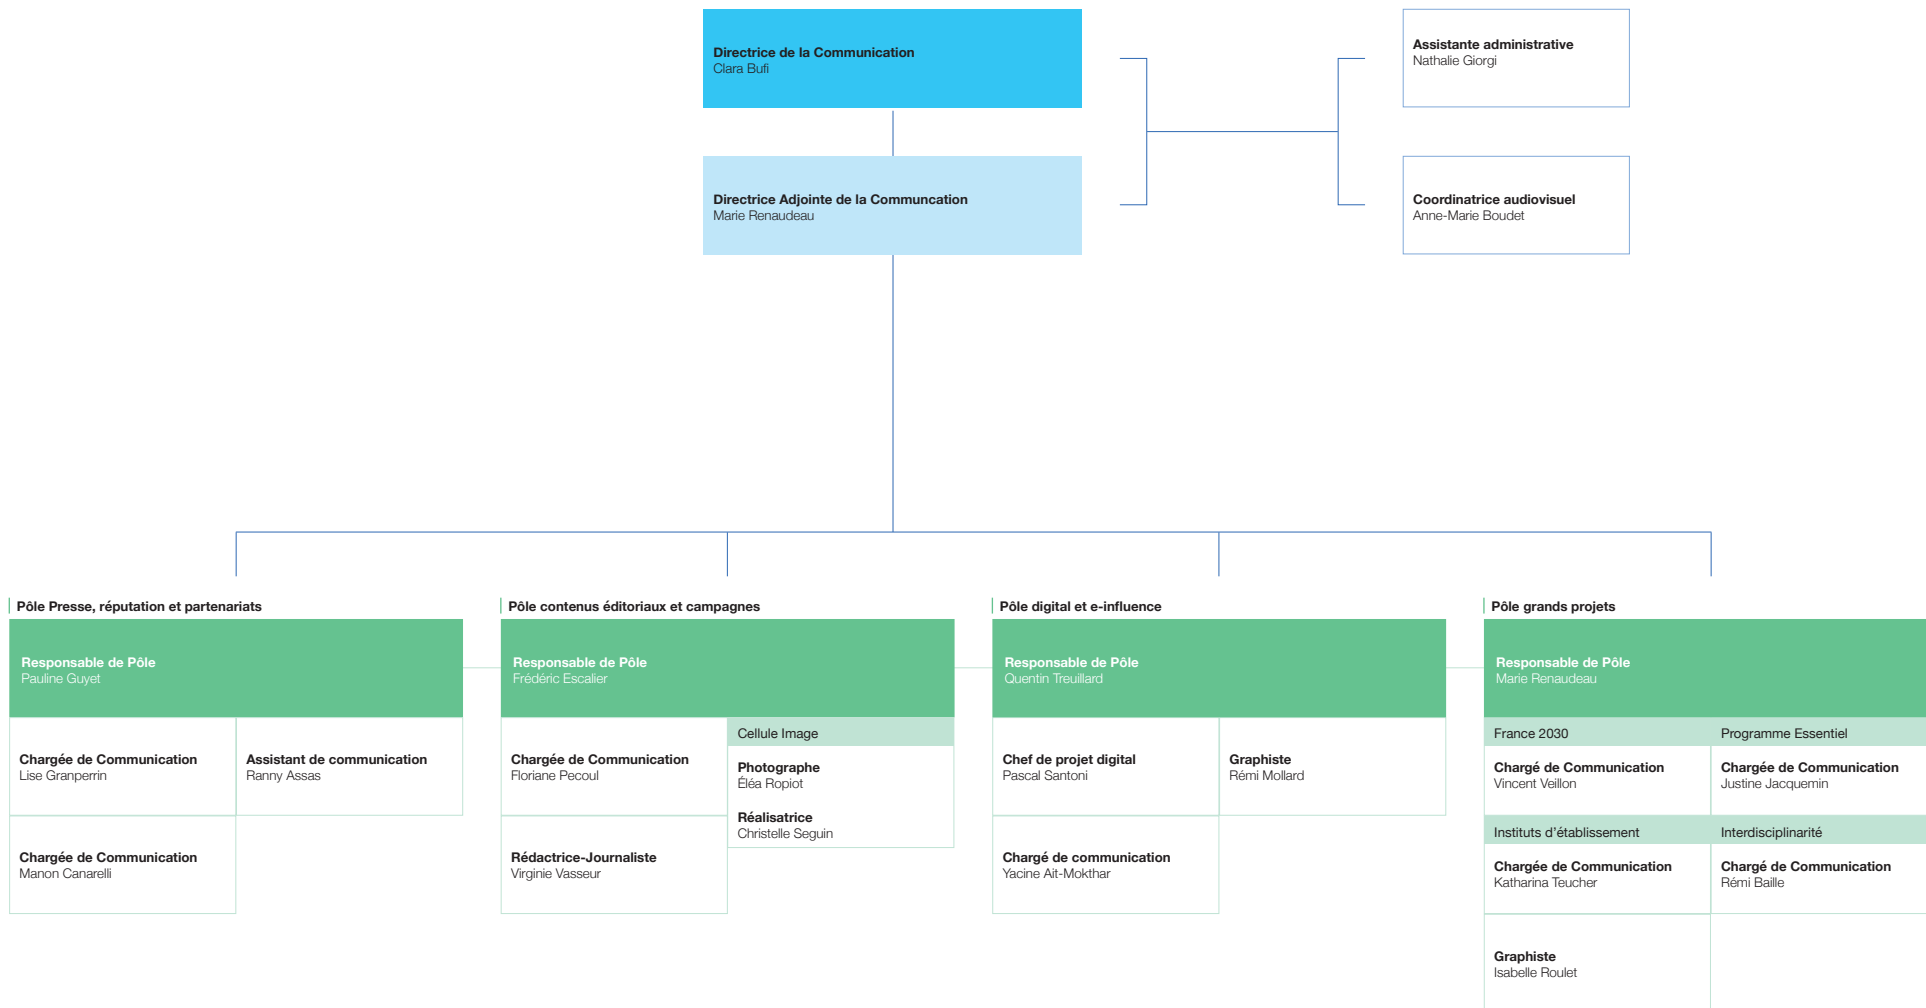 Directrice de la Communication
Clara Bufi
Assistante administrative
Nathalie Giorgi
Directrice Adjointe de la Communcation
Marie Renaudeau
Coordinatrice audiovisuel
Anne-Marie Boudet
Pôle Presse, réputation et partenariats
Responsable de Pôle
Pauline Guyet
Chargée de Communication
Lise Granperrin
Assistant de communication
Ranny Assas
Chargée de Communication
Manon Canarelli
Pôle contenus éditoriaux et campagnes
Responsable de Pôle
Frédéric Escalier
Chargée de Communication
Floriane Pecoul
Cellule Image
Photographe
Éléa Ropiot
Réalisatrice
Christelle Seguin
Rédactrice-Journaliste
Virginie Vasseur
Pôle digital et e-influence
Responsable de Pôle
Quentin Treuillard
Chef de projet digital
Pascal Santoni
Graphiste
Rémi Mollard
Chargé de communication
Yacine Ait-Mokthar
Pôle grands projets
Responsable de Pôle
Marie Renaudeau
France 2030
Chargé de Communication
Vincent Veillon
Programme Essentiel
Chargée de Communication
Justine Jacquemin
Instituts d'établissement
Chargée de Communication
Katharina Teucher
Interdisciplinarité
Chargé de Communication
Rémi Baille
Graphiste
Isabelle Roulet